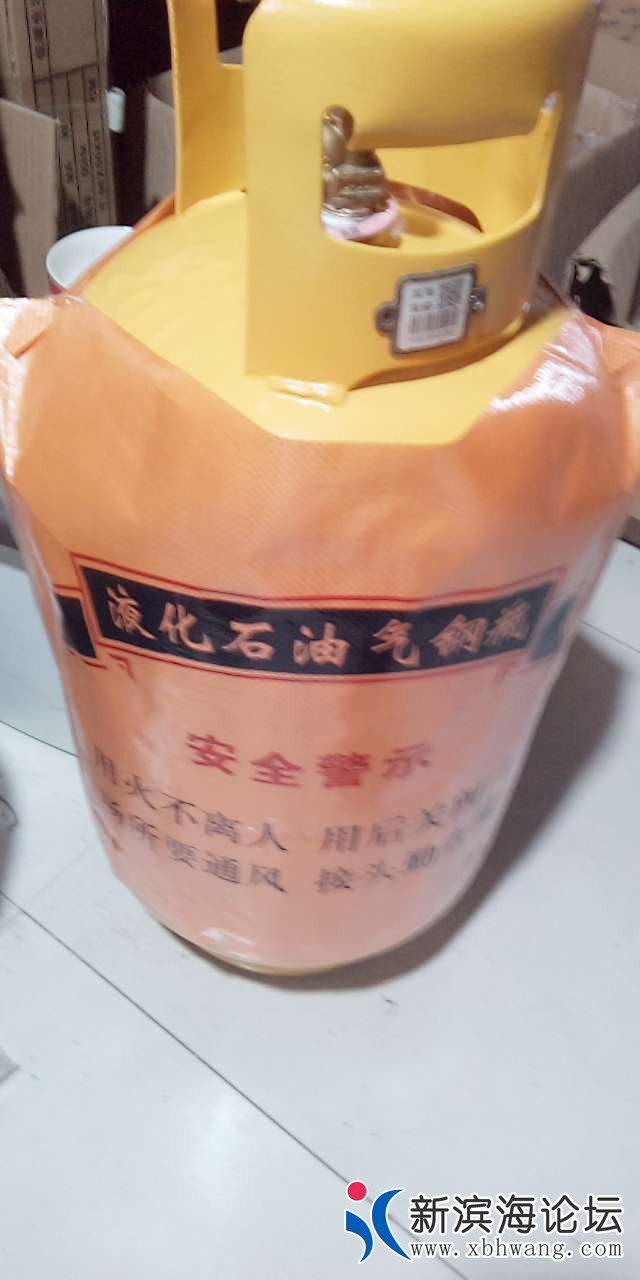 液化石油气钢瓶
安全警示
用火不离人 用后关阀
场所要通风 接头勤
新滨海论坛
www.xbhwang.com